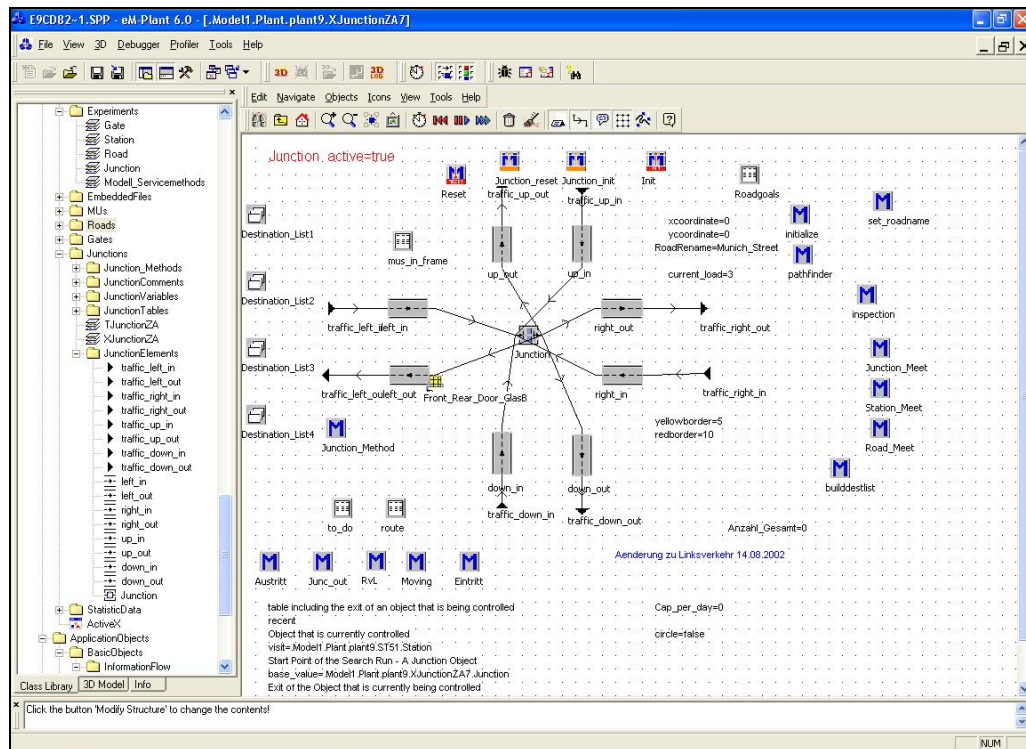 E9CD82~1.SPP - eM-Plant 6.0 - [.Model1.Plant.plant9.XJunctionZA7]
File View 3D Debugger Profiler Tools Help
3D 3D LOG
Edit Navigate Objects Icons View Tools Help
Experiments
Gate
Station
Road
Junction
Modell_Servicemethods
EmbeddedFiles
MUs
Roads
Gates
Junctions
Junction_Methods
JunctionComments
JunctionVariables
JunctionTables
TJunctionZA
XJunctionZA
JunctionElements
traffic_left_in
traffic_left_out
traffic_right_in
traffic_right_out
traffic_up_in
traffic_up_out
traffic_down_in
traffic_down_out
left_in
left_out
right_in
right_out
up_in
up_out
down_in
down_out
Junction
StatisticData
ActiveX
ApplicationObjects
BasicObjects
InformationFlow
Class Library 3D Model Info
Junction. active=true
Reset
Junction_reset
Junction_init
Init
Roadgoals
traffic_up_out
traffic_up_in
set_roadname
Destination_List1
mus_in_frame
xcoordinate=0
ycoordinate=0
RoadRename=Munich_Street
initialize
up_out
up_in
current_load=3
pathfinder
Destination_List2
inspection
traffic_left_in
left_in
right_out
traffic_right_out
Junction
Destination_List3
Junction_Meet
traffic_left_out
left_out
Front_Rear_Door_GlasB
right_in
traffic_right_in
Station_Meet
Destination_List4
Junction_Method
yellowborder=5
redborder=10
Road_Meet
down_in
down_out
builddestlist
traffic_down_in
traffic_down_out
to_do
route
Anzahl_Gesamt=0
Aenderung zu Linksverkehr 14.08.2002
Austritt
Junc_out
RvL
Moving
Eintritt
table including the exit of an object that is being controlled
recent
Cap_per_day=0
Object that is currently controlled
circle=false
visit=.Model1.Plant.plant9.ST51.Station
Start Point of the Search Run - A Junction Object
base_value=.Model1.Plant.plant9.XJunctionZA7.Junction
Exit of the Object that is currently being controlled
Click the button 'Modify Structure' to change the contents!
NUM